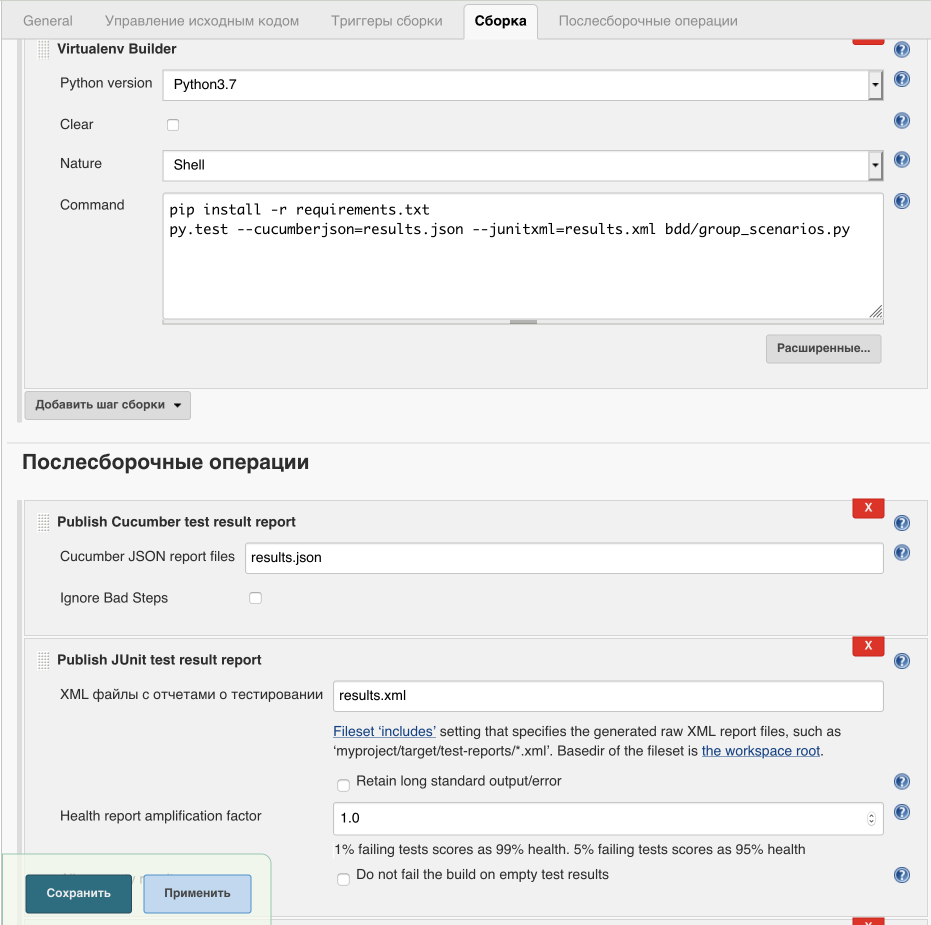 General Управление исходным кодом Триггеры сборки Сборка Послесборочные операции
Virtualenv Builder
Python version Python3.7
Clear
Nature Shell
Command
pip install -r requirements.txt
py.test --cucumberjson=results.json --junitxml=results.xml bdd/group_scenarios.py
Расширенные...
Добавить шаг сборки
Послесборочные операции
X
Publish Cucumber test result report
Cucumber JSON report files results.json
Ignore Bad Steps
X
Publish JUnit test result report
XML файлы с отчетами о тестировании results.xml
Fileset ‘includes’ setting that specifies the generated raw XML report files, such as
‘myproject/target/test-reports/*.xml’. Basedir of the fileset is the workspace root.
Retain long standard output/error
Health report amplification factor 1.0
1% failing tests scores as 99% health. 5% failing tests scores as 95% health
Do not fail the build on empty test results
Сохранить Применить
X